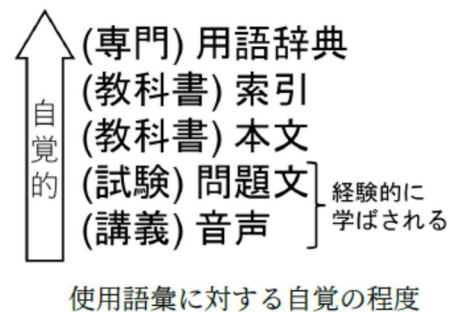 自覚的
(専門) 用語辞典
(教科書) 索引
(教科書) 本文
(試験) 問題文
(講義) 音声
経験的に
学ばされる
使用語彙に対する自覚の程度